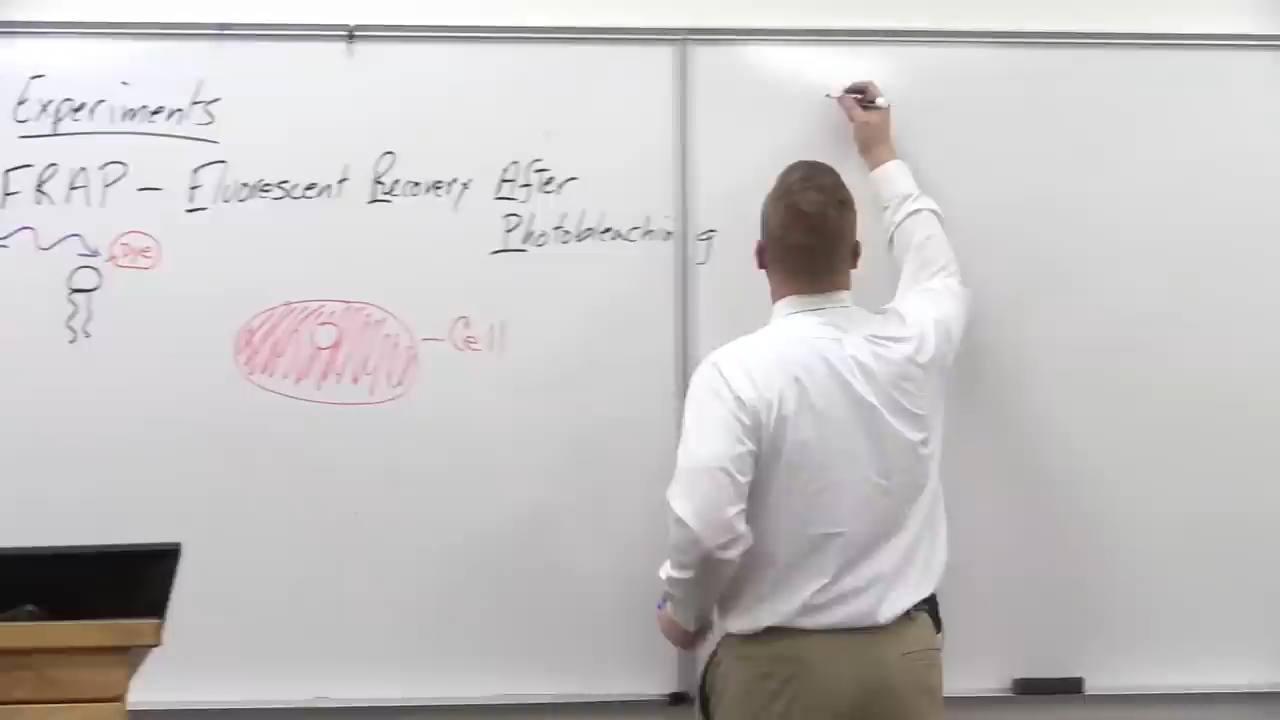 Experiments
FRAP - Fluorescent Recovery After
Photobleaching
Dye
Cell